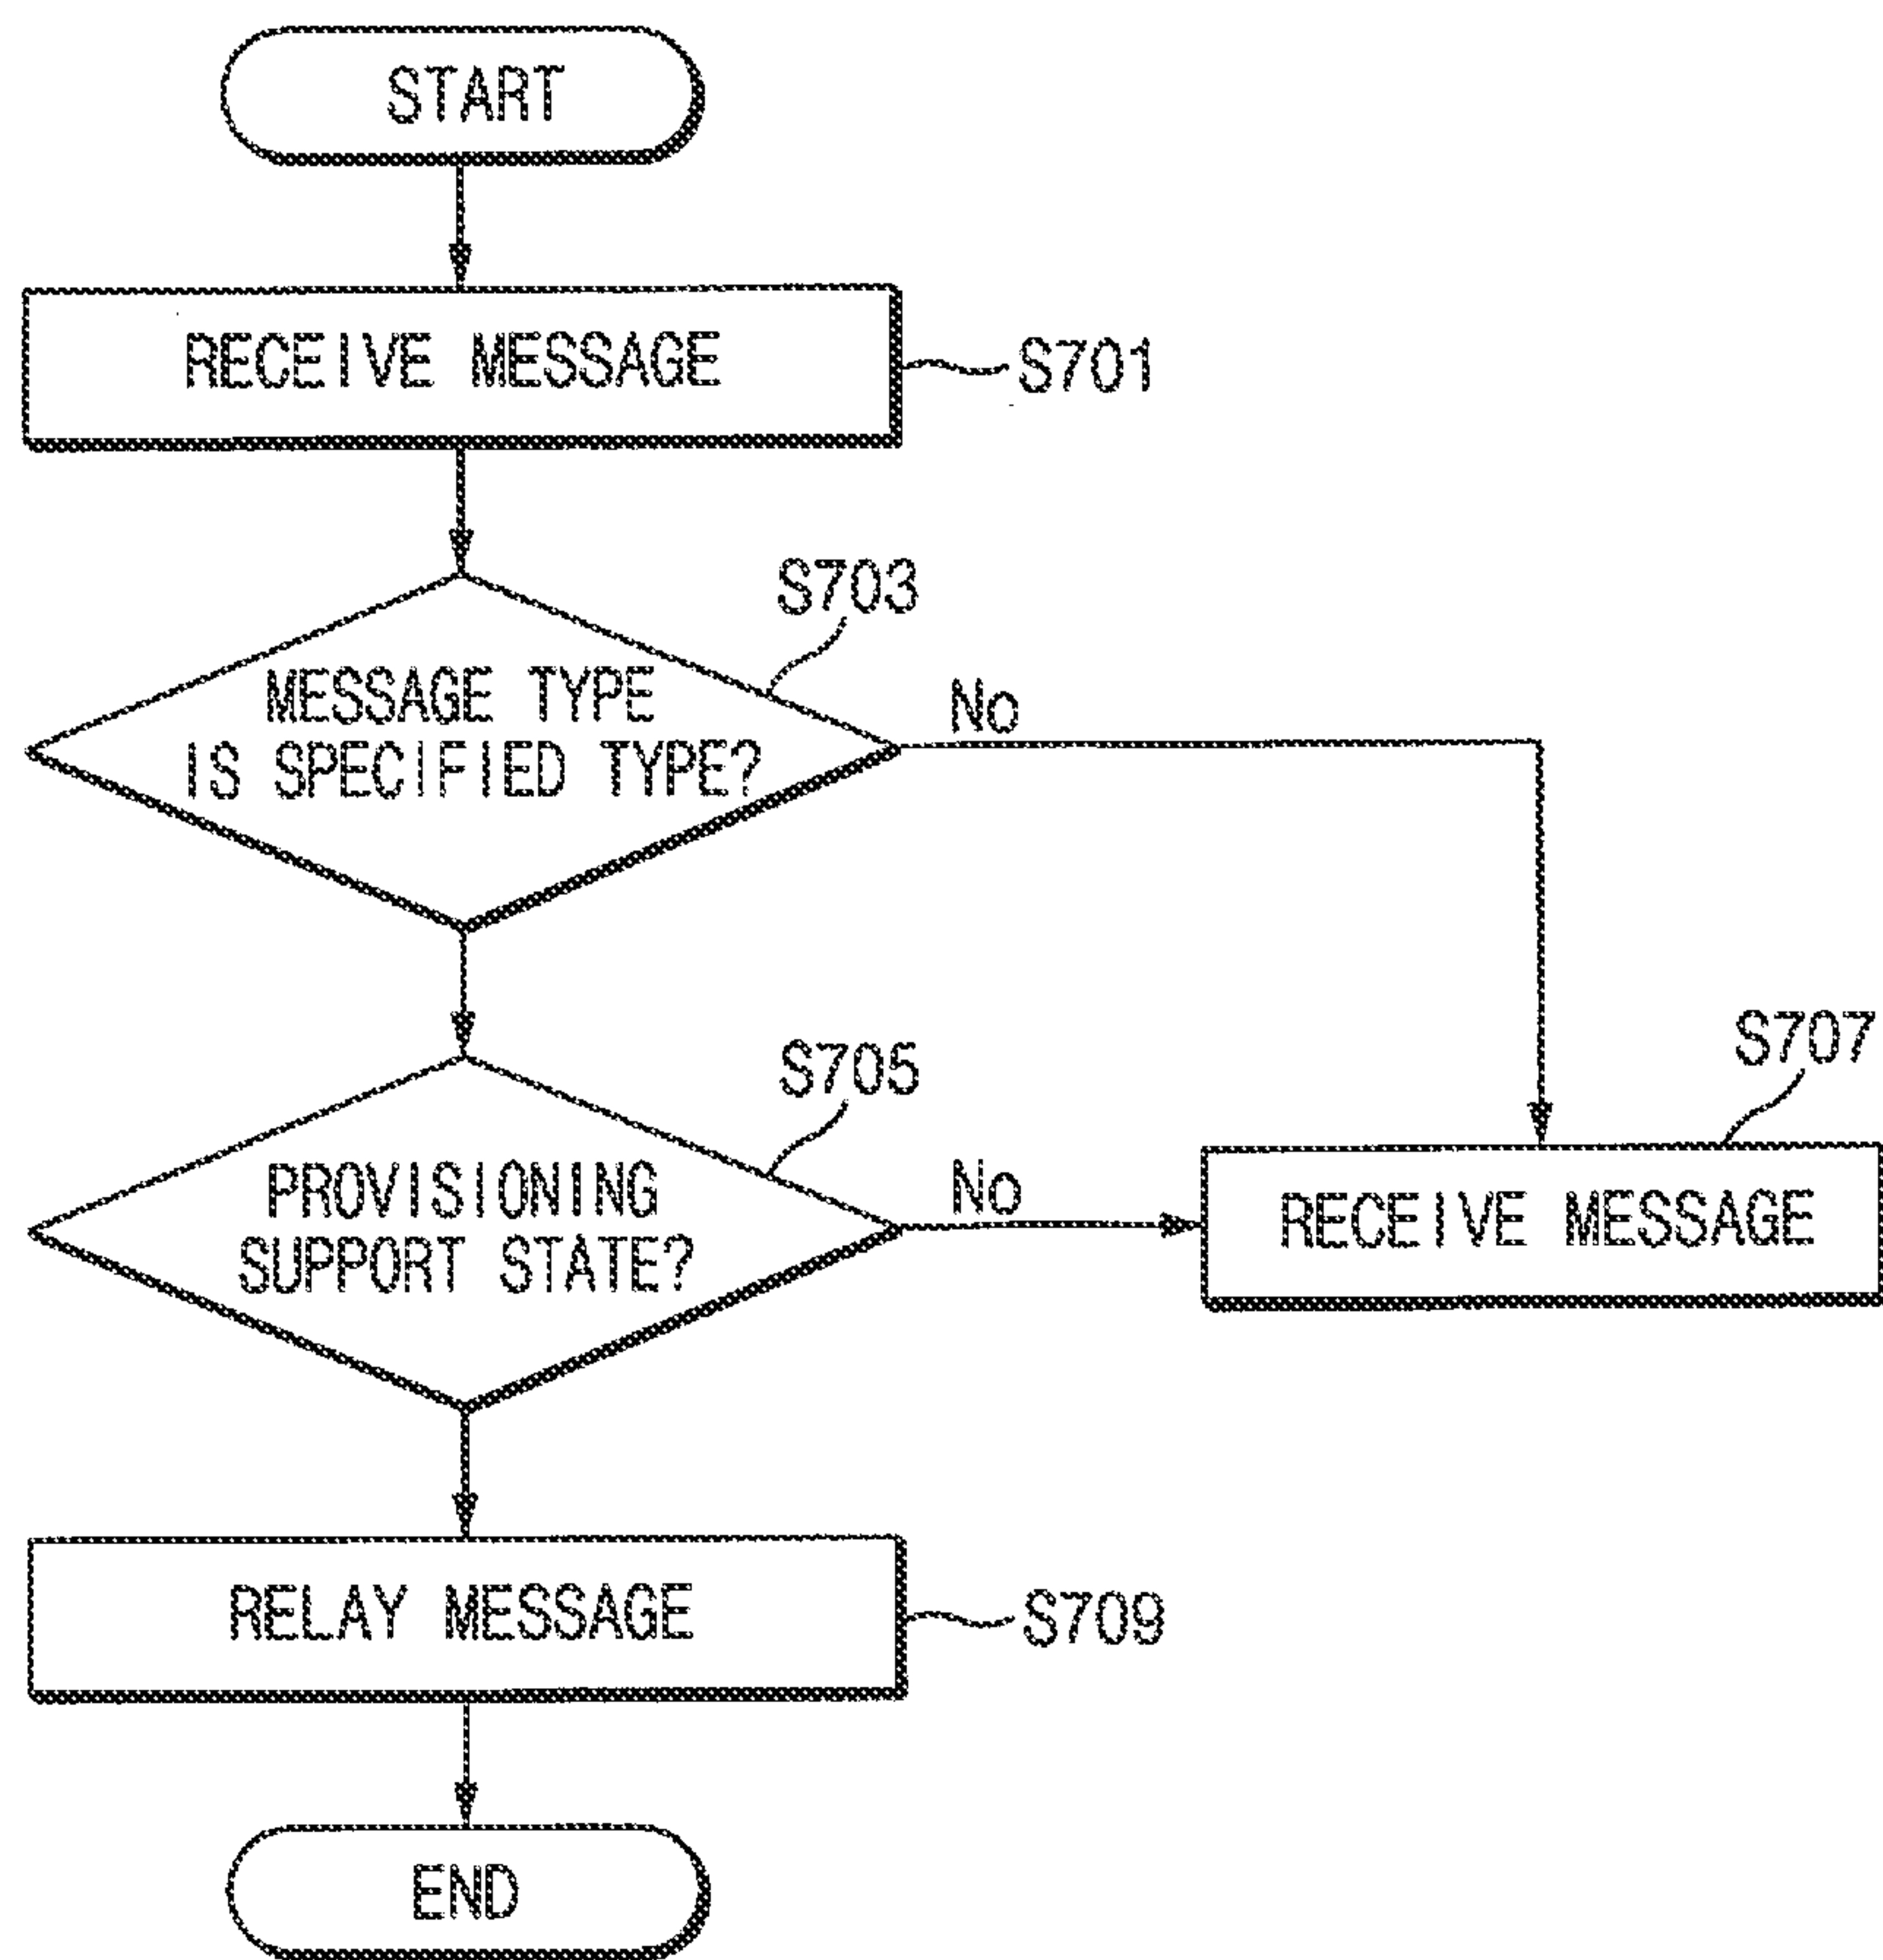 START
RECEIVE MESSAGE
S701
S703
MESSAGE TYPE
IS SPECIFIED TYPE?
No
S705
PROVISIONING
SUPPORT STATE?
No
S707
RECEIVE MESSAGE
RELAY MESSAGE
S709
END